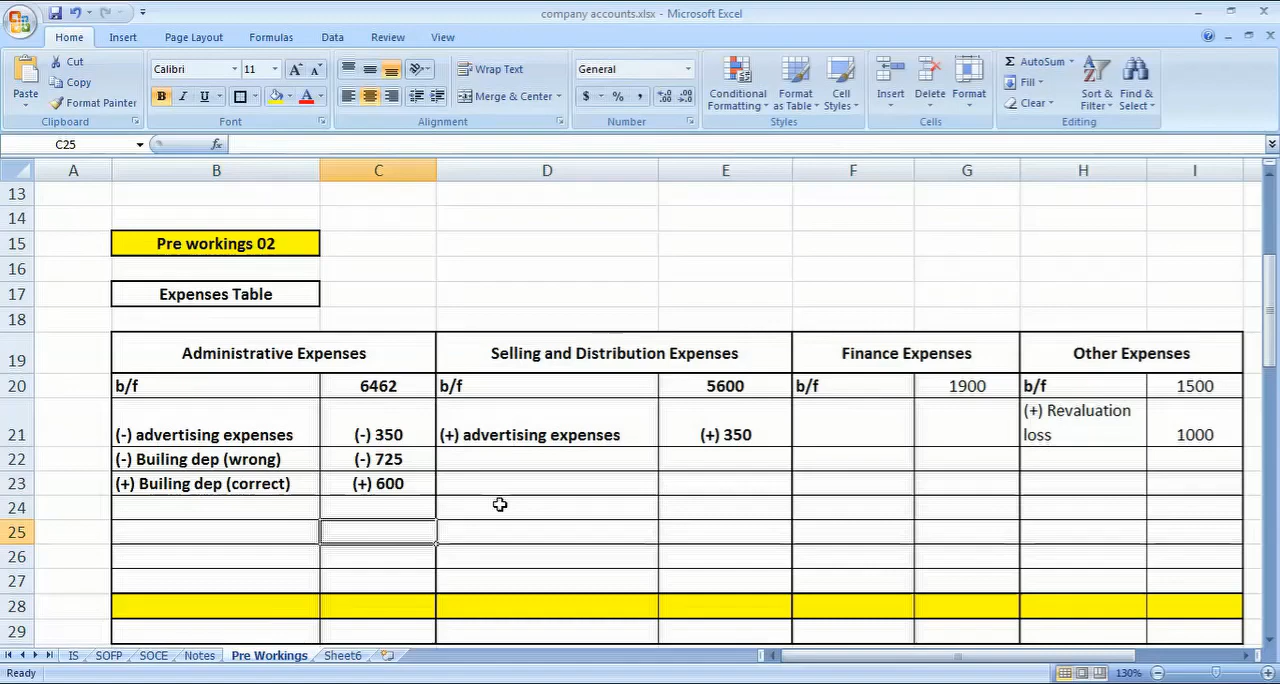 company accounts.xlsx - Microsoft Excel
Home Insert Page Layout Formulas Data Review View
Paste
Cut
Copy
Format Painter
Clipboard
Calibri 11
B I U
Font
Wrap Text
Merge & Center
Alignment
General
$ % ,
Number
Conditional Formatting
Format as Table
Cell Styles
Styles
Insert Delete Format
Cells
Σ AutoSum
Fill
Clear
Sort & Filter
Find & Select
Editing
C25 fx
A B C D E F G H I
13
14
15 Pre workings 02
16
17 Expenses Table
18
19 Administrative Expenses Selling and Distribution Expenses Finance Expenses Other Expenses
20 b/f 6462 b/f 5600 b/f 1900 b/f 1500
(+) Revaluation
21 (-) advertising expenses (-) 350 (+) advertising expenses (+) 350 loss 1000
22 (-) Builing dep (wrong) (-) 725
23 (+) Builing dep (correct) (+) 600
24
25
26
27
28
29
IS SOFP SOCE Notes Pre Workings Sheet6
Ready 130%